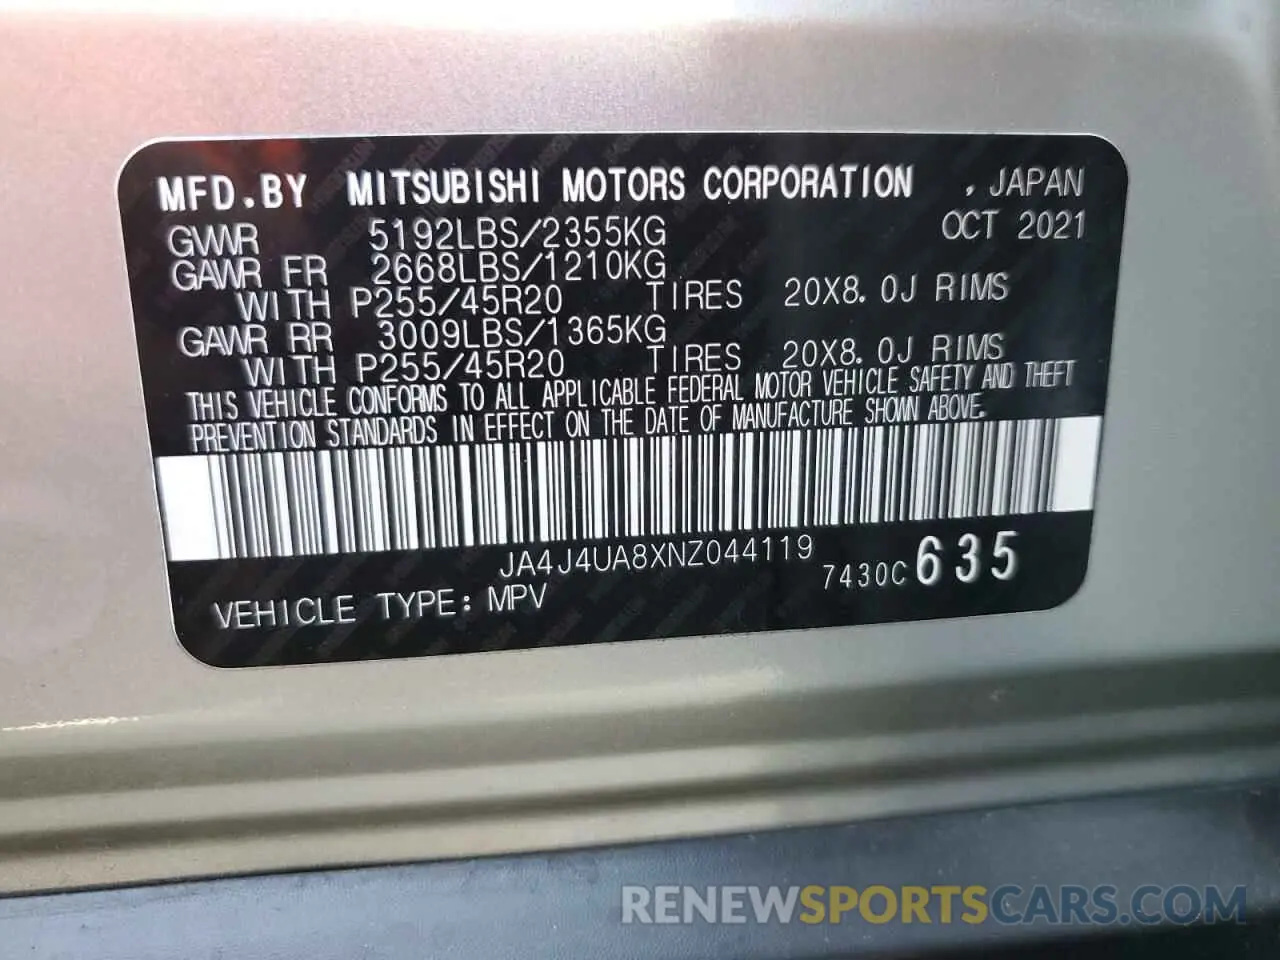 MFD.BY MITSUBISHI MOTORS CORPORATION , JAPAN
GVWR 5192LBS/2355KG OCT 2021
GAWR FR 2668LBS/1210KG
WITH P255/45R20 TIRES 20X8.0J RIMS
GAWR RR 3009LBS/1365KG
WITH P255/45R20 TIRES 20X8.0J RIMS
THIS VEHICLE CONFORMS TO ALL APPLICABLE FEDERAL MOTOR VEHICLE SAFETY AND THEFT
PREVENTION STANDARDS IN EFFECT ON THE DATE OF MANUFACTURE SHOWN ABOVE.
JA4J4UA8XNZ044119
7430C 635
VEHICLE TYPE: MPV
RENEWSPORTSCARS.COM